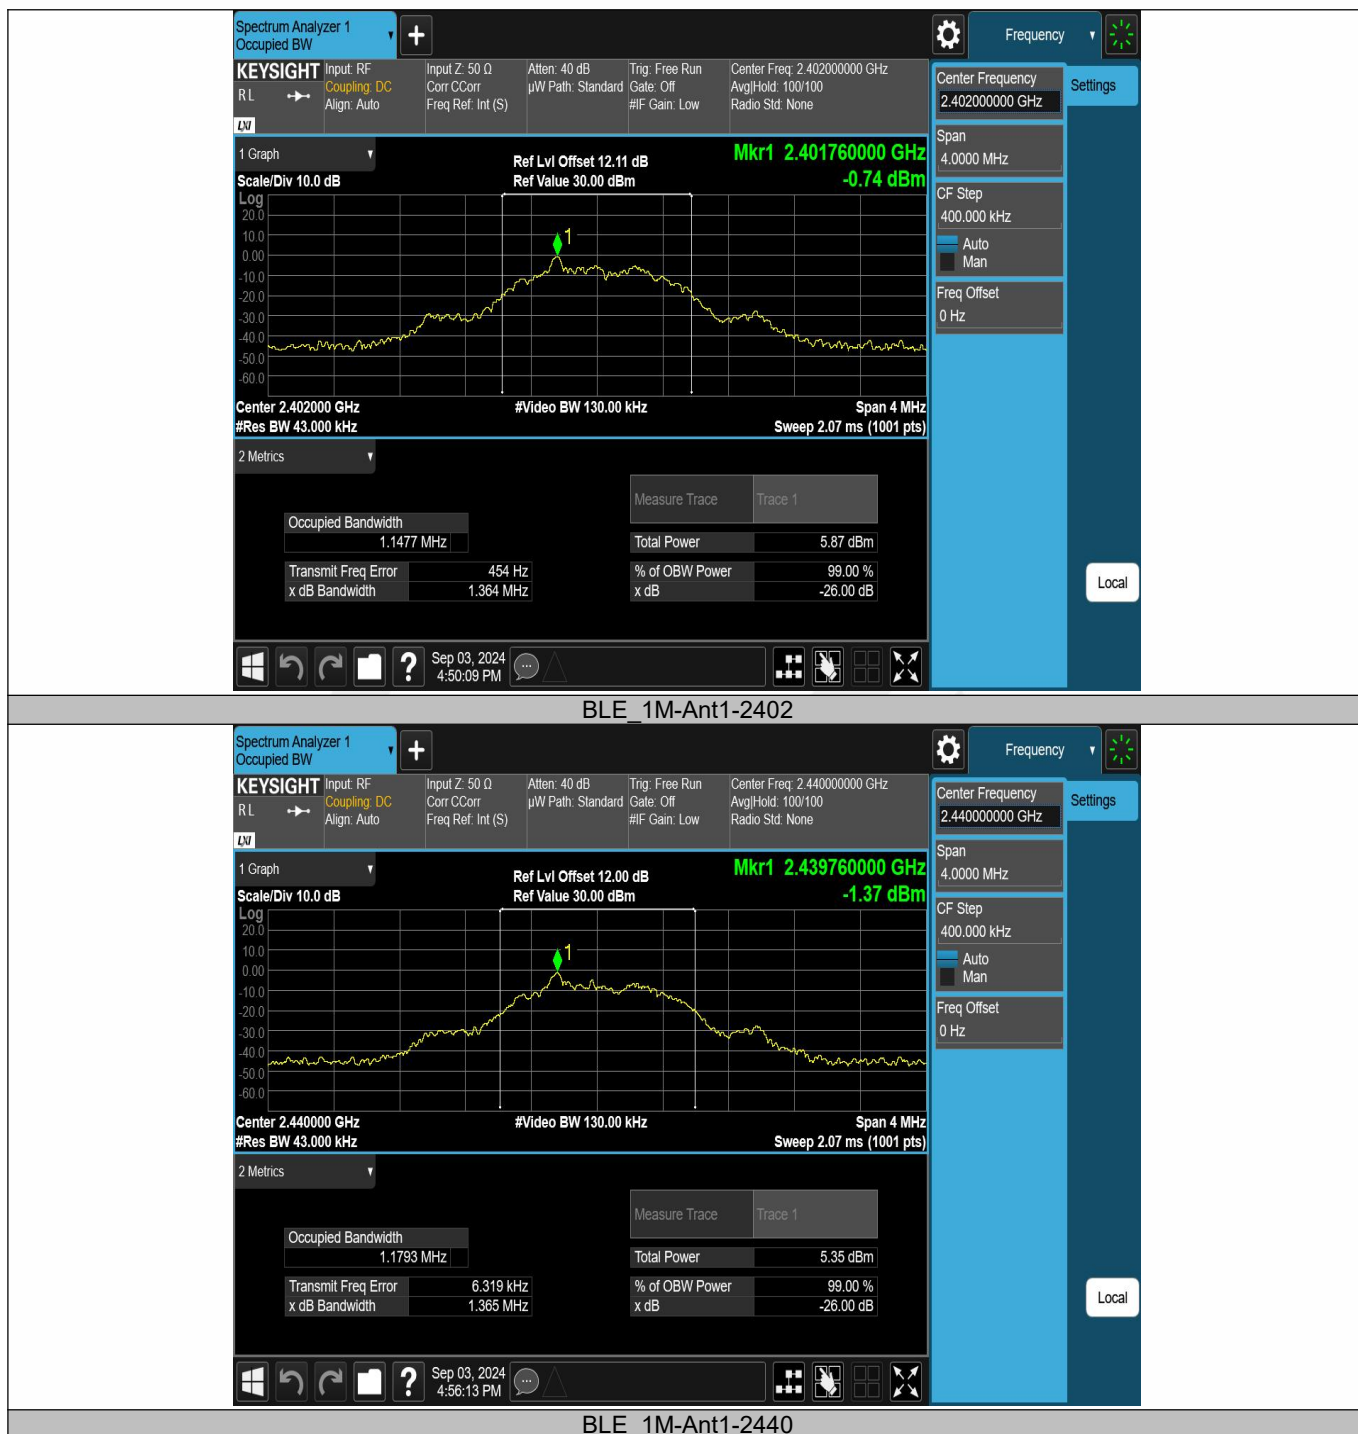 Spectrum Analyzer 1
Occupied BW
Frequency
KEYSIGHT
R L
LXI
Input: RF
Coupling: DC
Align: Auto
Input Z: 50 Ω
Corr CCorr
Freq Ref: Int (S)
Atten: 40 dB
µW Path: Standard
Trig: Free Run
Gate: Off
#IF Gain: Low
Center Freq: 2.402000000 GHz
Avg|Hold: 100/100
Radio Std: None
Center Frequency
2.402000000 GHz
Settings
Span
4.0000 MHz
CF Step
400.000 kHz
Auto
Man
Freq Offset
0 Hz
Local
1 Graph
Scale/Div 10.0 dB
Ref Lvl Offset 12.11 dB
Ref Value 30.00 dBm
Mkr1 2.401760000 GHz
-0.74 dBm
Log
20.0
10.0
0.00
-10.0
-20.0
-30.0
-40.0
-50.0
-60.0
1
Center 2.402000 GHz
#Video BW 130.00 kHz
Span 4 MHz
#Res BW 43.000 kHz
Sweep 2.07 ms (1001 pts)
2 Metrics
Measure Trace Trace 1
Occupied Bandwidth
1.1477 MHz
Total Power 5.87 dBm
Transmit Freq Error 454 Hz
% of OBW Power 99.00 %
x dB Bandwidth 1.364 MHz
x dB -26.00 dB
?
Sep 03, 2024
4:50:09 PM
BLE_1M-Ant1-2402
Spectrum Analyzer 1
Occupied BW
Frequency
KEYSIGHT
R L
LXI
Input: RF
Coupling: DC
Align: Auto
Input Z: 50 Ω
Corr CCorr
Freq Ref: Int (S)
Atten: 40 dB
µW Path: Standard
Trig: Free Run
Gate: Off
#IF Gain: Low
Center Freq: 2.440000000 GHz
Avg|Hold: 100/100
Radio Std: None
Center Frequency
2.440000000 GHz
Settings
Span
4.0000 MHz
CF Step
400.000 kHz
Auto
Man
Freq Offset
0 Hz
Local
1 Graph
Scale/Div 10.0 dB
Ref Lvl Offset 12.00 dB
Ref Value 30.00 dBm
Mkr1 2.439760000 GHz
-1.37 dBm
Log
20.0
10.0
0.00
-10.0
-20.0
-30.0
-40.0
-50.0
-60.0
1
Center 2.440000 GHz
#Video BW 130.00 kHz
Span 4 MHz
#Res BW 43.000 kHz
Sweep 2.07 ms (1001 pts)
2 Metrics
Measure Trace Trace 1
Occupied Bandwidth
1.1793 MHz
Total Power 5.35 dBm
Transmit Freq Error 6.319 kHz
% of OBW Power 99.00 %
x dB Bandwidth 1.365 MHz
x dB -26.00 dB
?
Sep 03, 2024
4:56:13 PM
BLE_1M-Ant1-2440